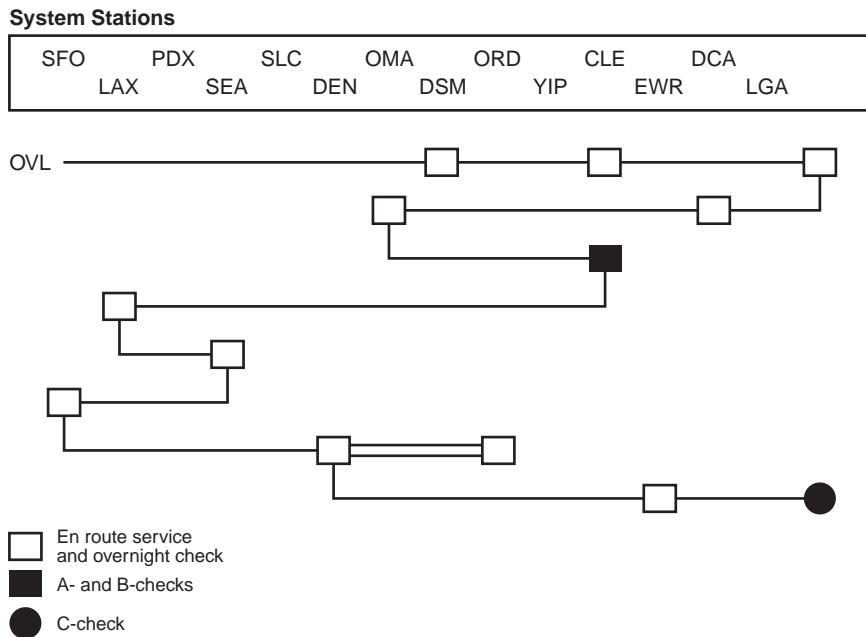 System Stations
SFO PDX SLC OMA ORD CLE DCA
LAX SEA DEN DSM YIP EWR LGA
OVL
En route service
and overnight check
A- and B-checks
C-check